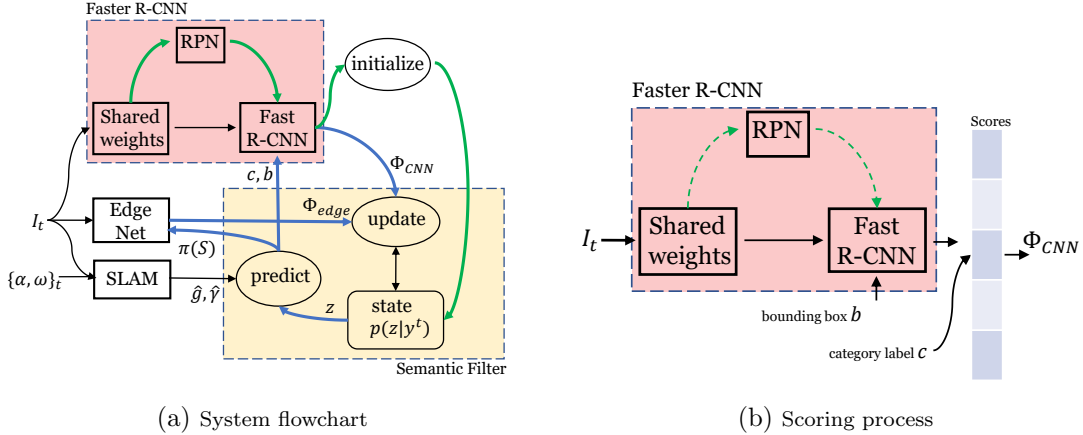 Faster R-CNN
RPN
initialize
Shared
weights
Fast
R-CNN
c, b
Φ_CNN
I_t
Edge
Net
Φ_edge
update
π(S)
predict
{α, ω}_t
SLAM
ĝ, γ̂
z
state
p(z|y^t)
Semantic Filter
(a) System flowchart
Faster R-CNN
Scores
RPN
I_t
Shared
weights
Fast
R-CNN
Φ_CNN
bounding box b
category label c
(b) Scoring process